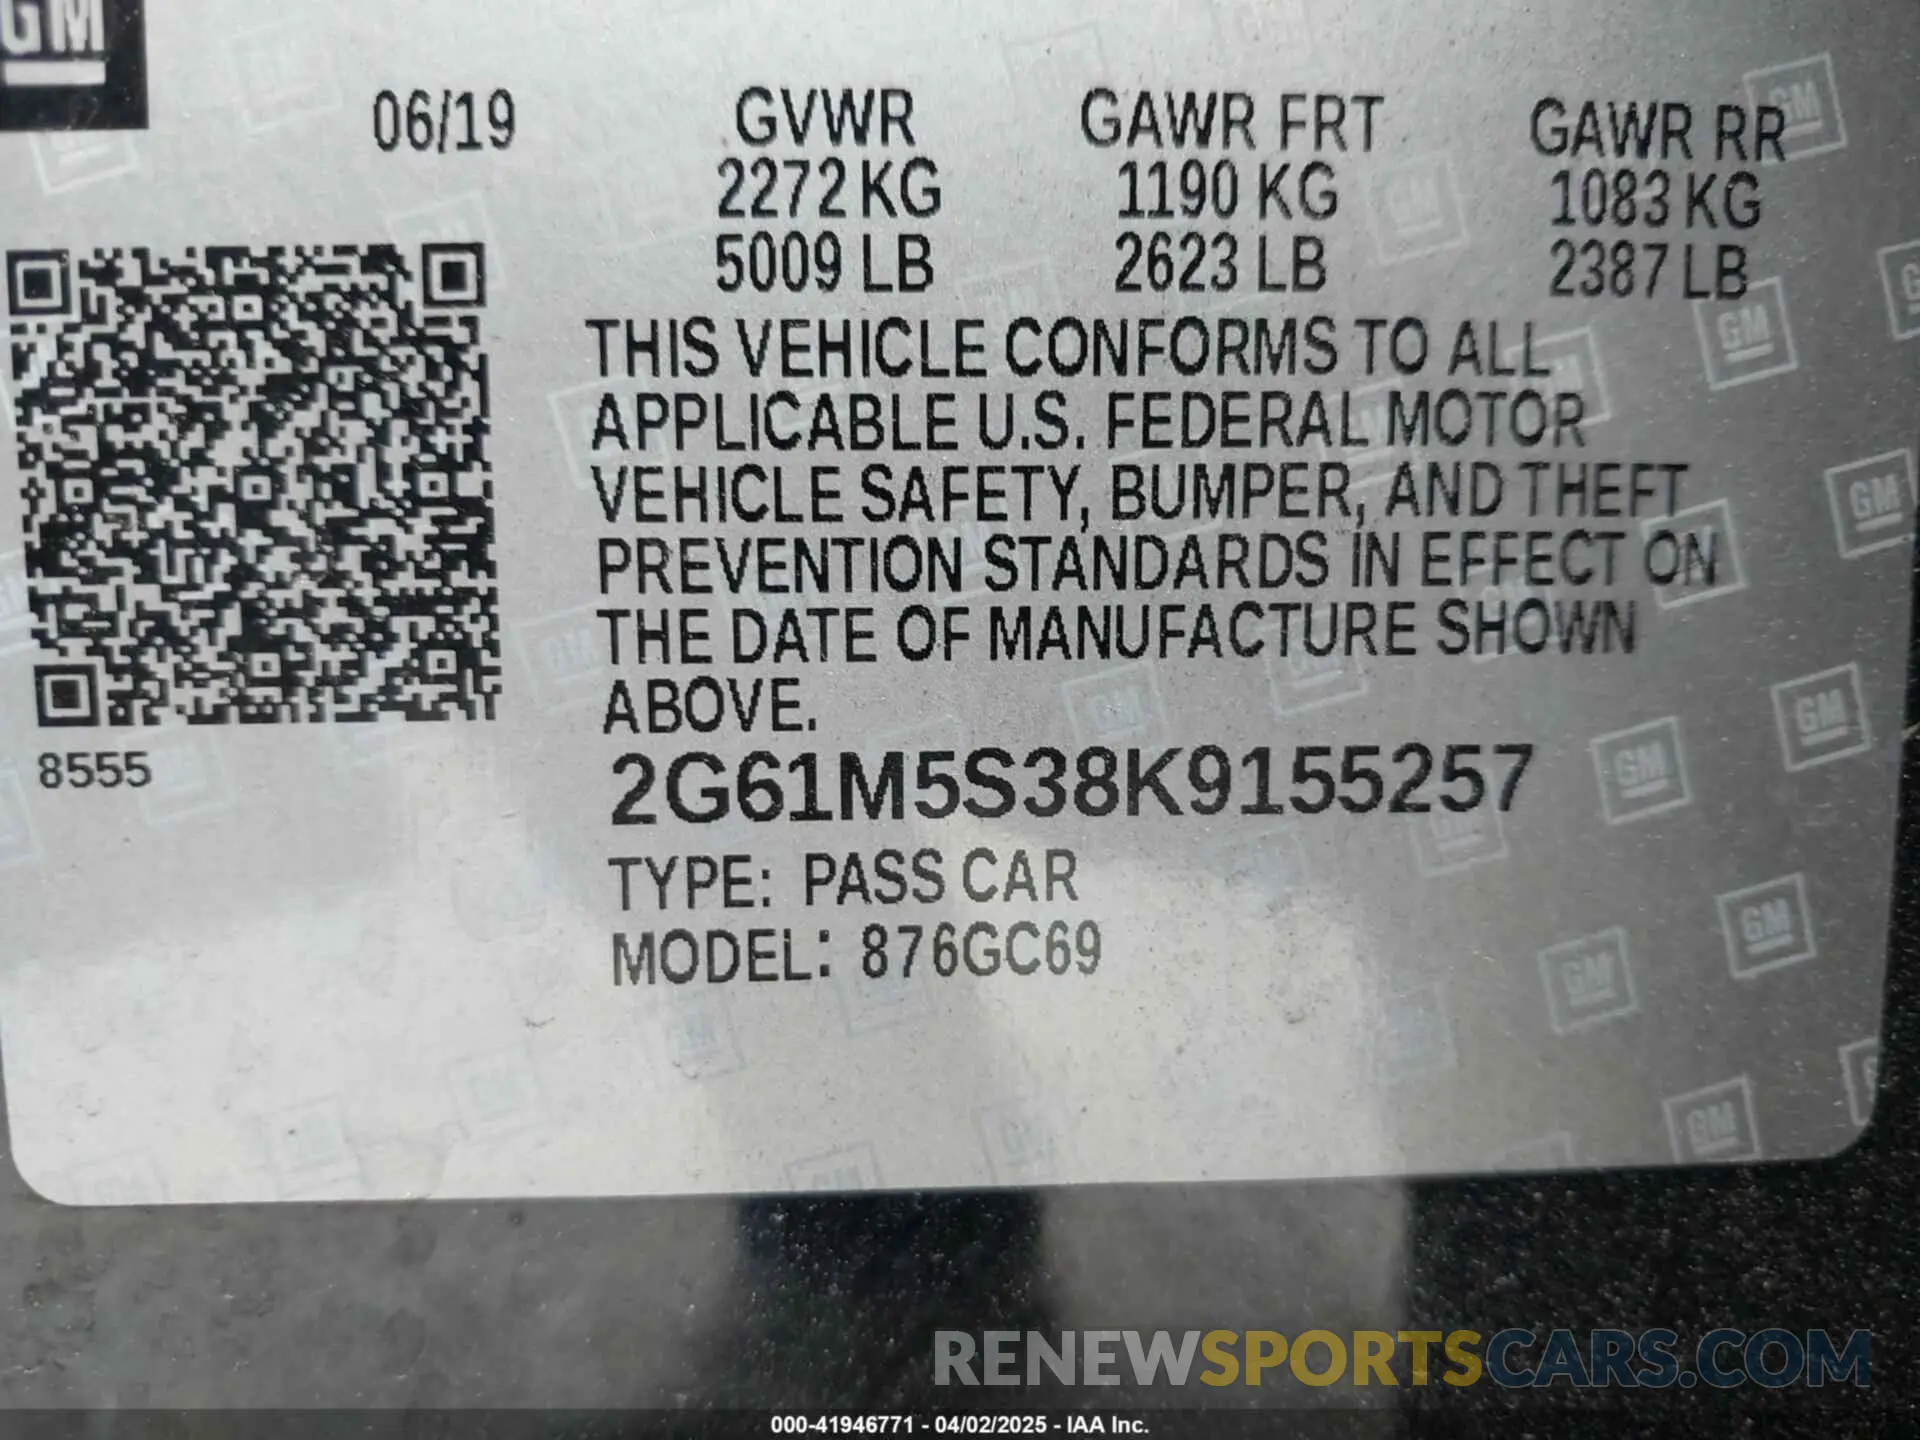 GM
06/19 GVWR GAWR FRT GAWR RR
2272 KG 1190 KG 1083 KG
5009 LB 2623 LB 2387 LB
THIS VEHICLE CONFORMS TO ALL
APPLICABLE U.S. FEDERAL MOTOR
VEHICLE SAFETY, BUMPER, AND THEFT
PREVENTION STANDARDS IN EFFECT ON
THE DATE OF MANUFACTURE SHOWN
ABOVE.
8555
2G61M5S38K9155257
TYPE: PASS CAR
MODEL: 876GC69
RENEWSPORTSCARS.COM
000-41946771 - 04/02/2025 - IAA Inc.